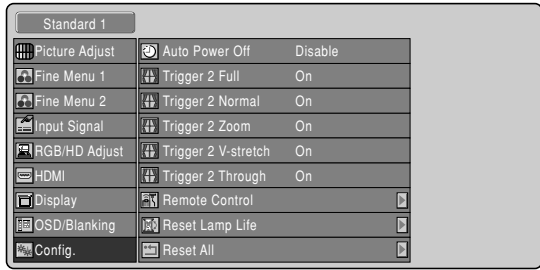 Standard 1
Picture Adjust Auto Power Off Disable
Fine Menu 1 Trigger 2 Full On
Fine Menu 2 Trigger 2 Normal On
Input Signal Trigger 2 Zoom On
RGB/HD Adjust Trigger 2 V-stretch On
HDMI Trigger 2 Through On
Display Remote Control
OSD/Blanking Reset Lamp Life
Config. Reset All